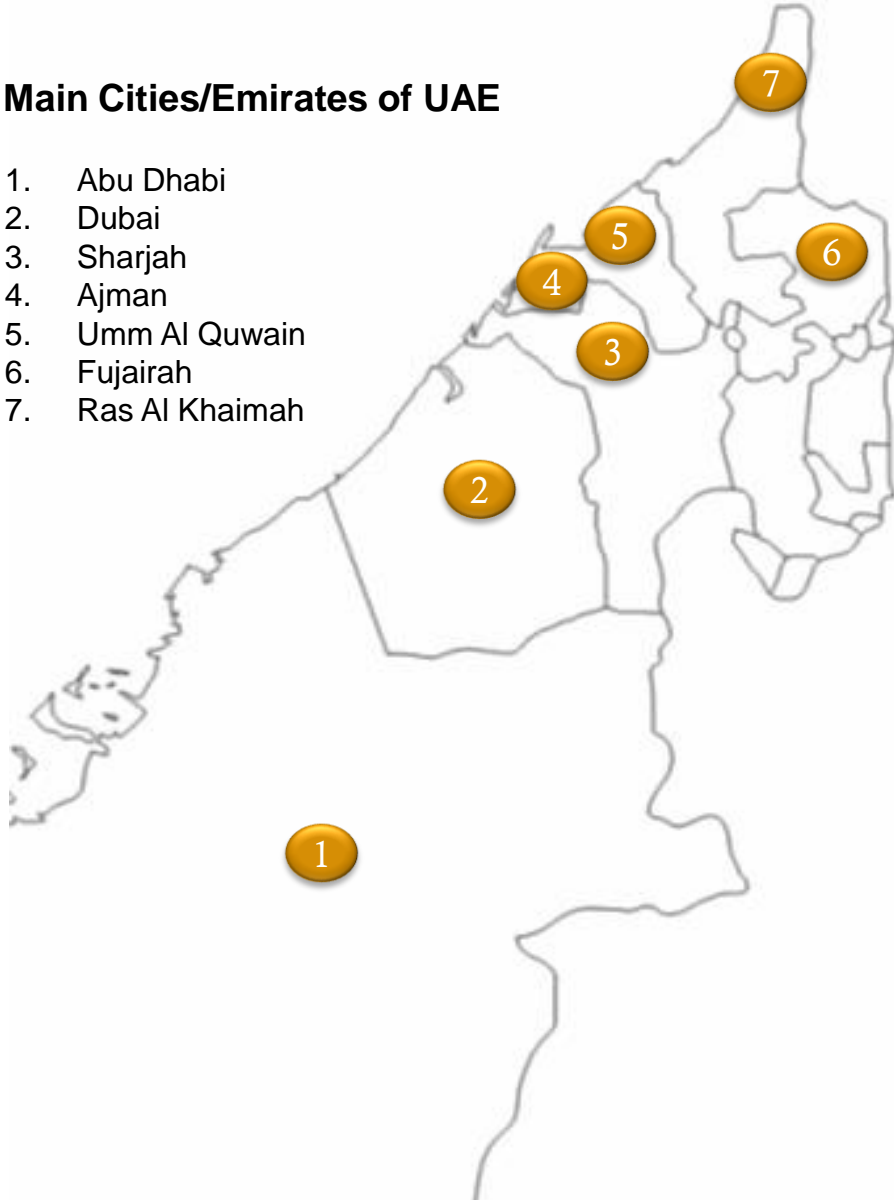 Main Cities/Emirates of UAE
1. Abu Dhabi
2. Dubai
3. Sharjah
4. Ajman
5. Umm Al Quwain
6. Fujairah
7. Ras Al Khaimah
7
5
6
4
3
2
1